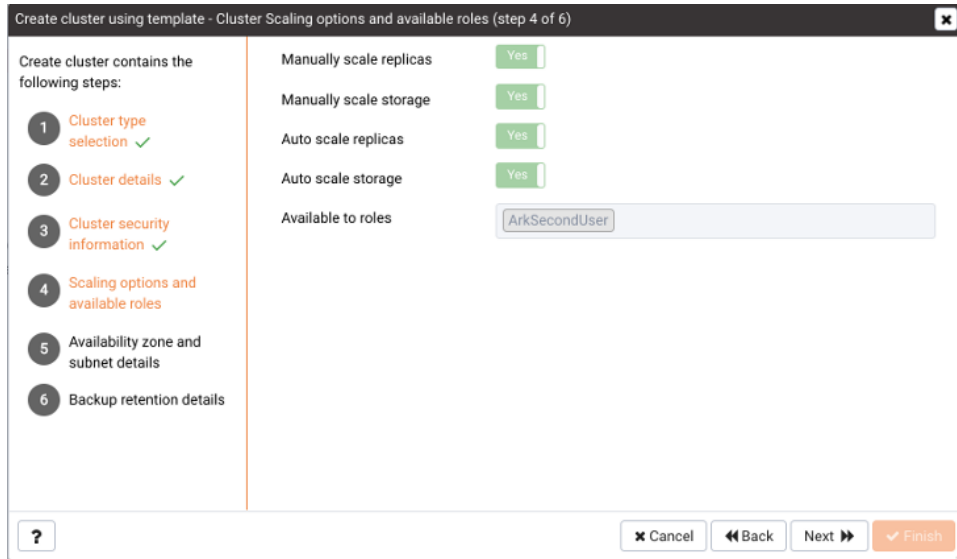 Create cluster using template - Cluster Scaling options and available roles (step 4 of 6)
Create cluster contains the
following steps:
1 Cluster type
selection
2 Cluster details
3 Cluster security
information
4 Scaling options and
available roles
5 Availability zone and
subnet details
6 Backup retention details
Manually scale replicas Yes
Manually scale storage Yes
Auto scale replicas Yes
Auto scale storage Yes
Available to roles ArkSecondUser
? Cancel Back Next Finish